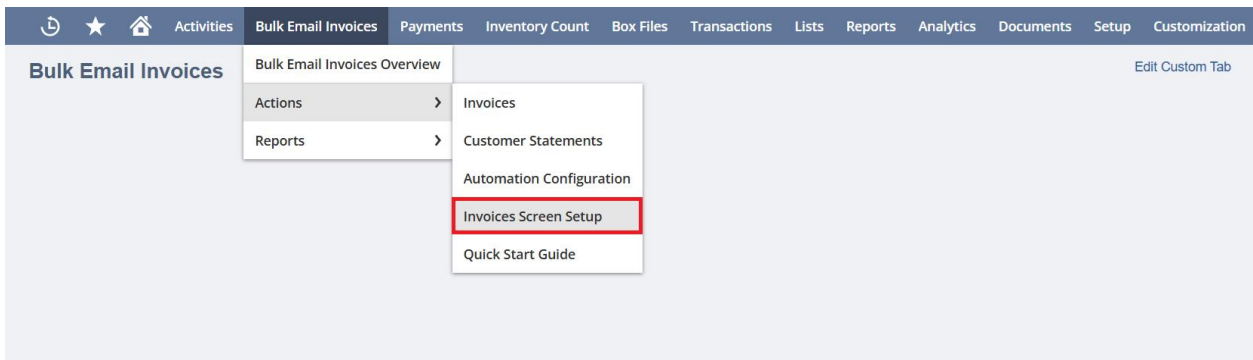 Activities Bulk Email Invoices Payments Inventory Count Box Files Transactions Lists Reports Analytics Documents Setup Customization
Bulk Email Invoices
Edit Custom Tab
Bulk Email Invoices Overview
Actions
Reports
Invoices
Customer Statements
Automation Configuration
Invoices Screen Setup
Quick Start Guide